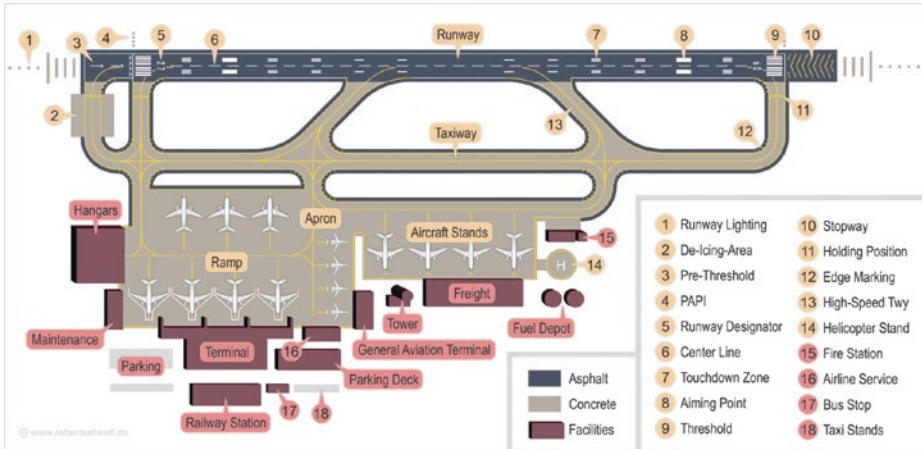 1
3
4
5
6
Runway
7
8
9
10
2
13
11
12
Taxiway
Hangars
Apron
Ramp
Aircraft Stands
15
14
Freight
Tower
Fuel Depot
Maintenance
Terminal
16
General Aviation Terminal
Parking
Parking Deck
Railway Station
17
18
Asphalt
Concrete
Facilities
1 Runway Lighting
2 De-Icing-Area
3 Pre-Threshold
4 PAPI
5 Runway Designator
6 Center Line
7 Touchdown Zone
8 Aiming Point
9 Threshold
10 Stopway
11 Holding Position
12 Edge Marking
13 High-Speed Twy
14 Helicopter Stand
15 Fire Station
16 Airline Service
17 Bus Stop
18 Taxi Stands
H